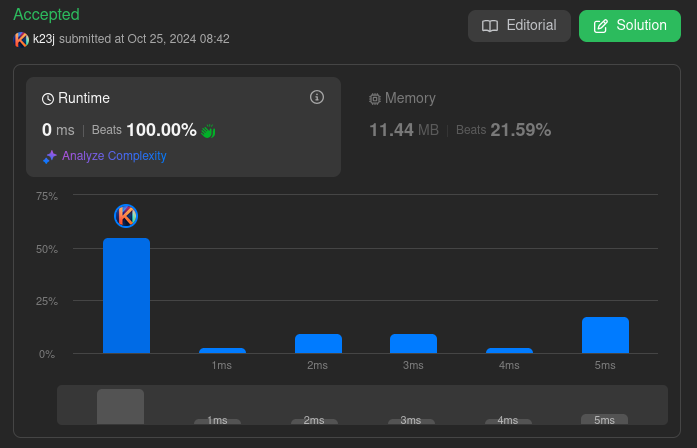 Accepted
k23j submitted at Oct 25, 2024 08:42
Editorial
Solution
Runtime
0 ms | Beats 100.00%
Analyze Complexity
Memory
11.44 MB | Beats 21.59%
75%
50%
25%
0%
1ms 2ms 3ms 4ms 5ms
1ms 2ms 3ms 4ms 5ms